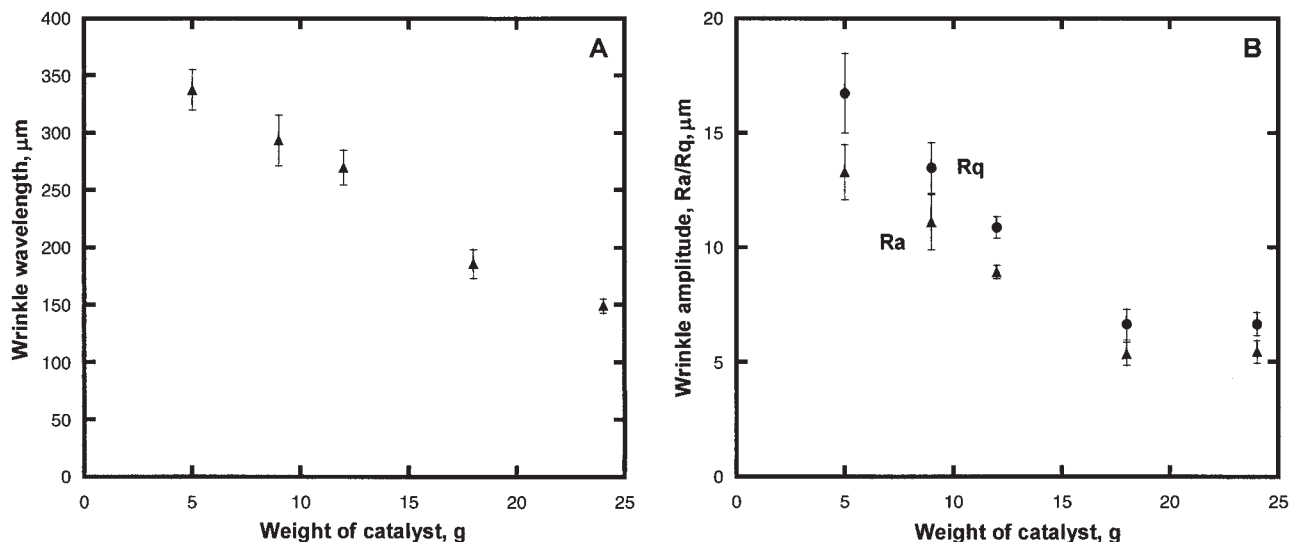 A
400
350
300
250
200
150
100
50
0
Wrinkle wavelength, μm
0 5 10 15 20 25
Weight of catalyst, g
B
20
15
10
5
0
Wrinkle amplitude, Ra/Rq, μm
Rq
Ra
0 5 10 15 20 25
Weight of catalyst, g